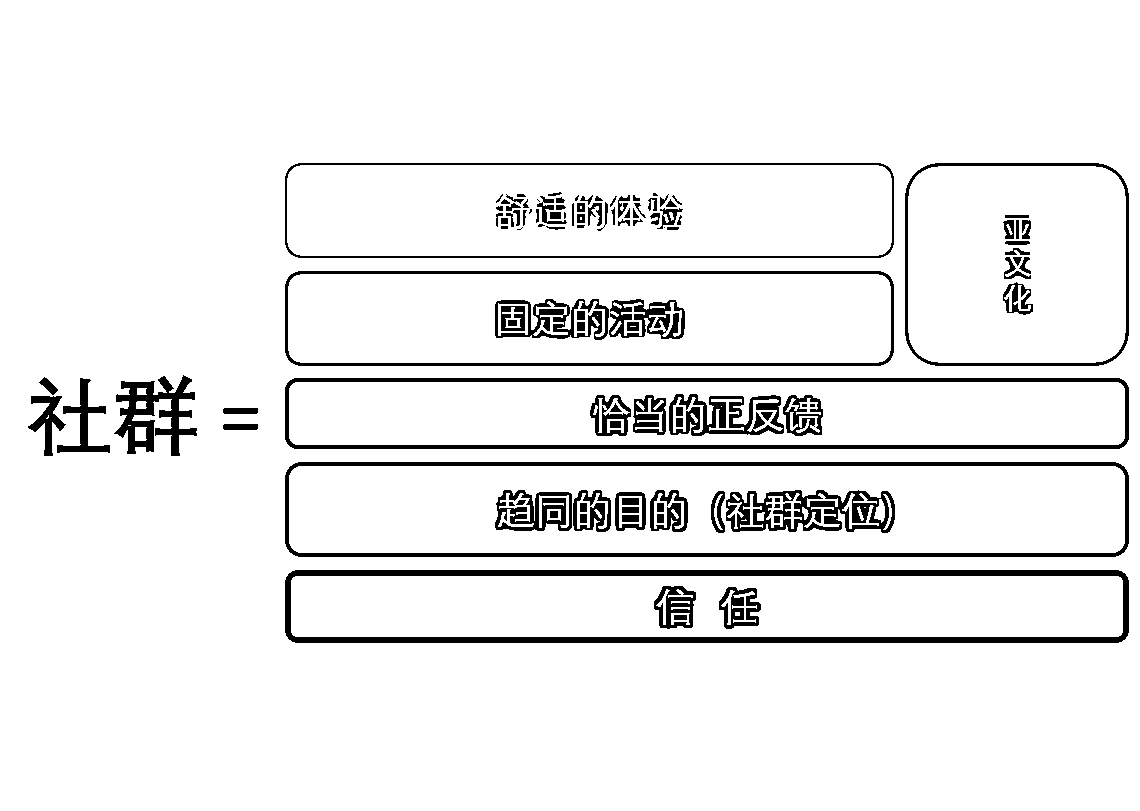 社群=
舒适的体验
固定的活动
亚文化
恰当的正反馈
趋同的目的（社群定位）
信 任